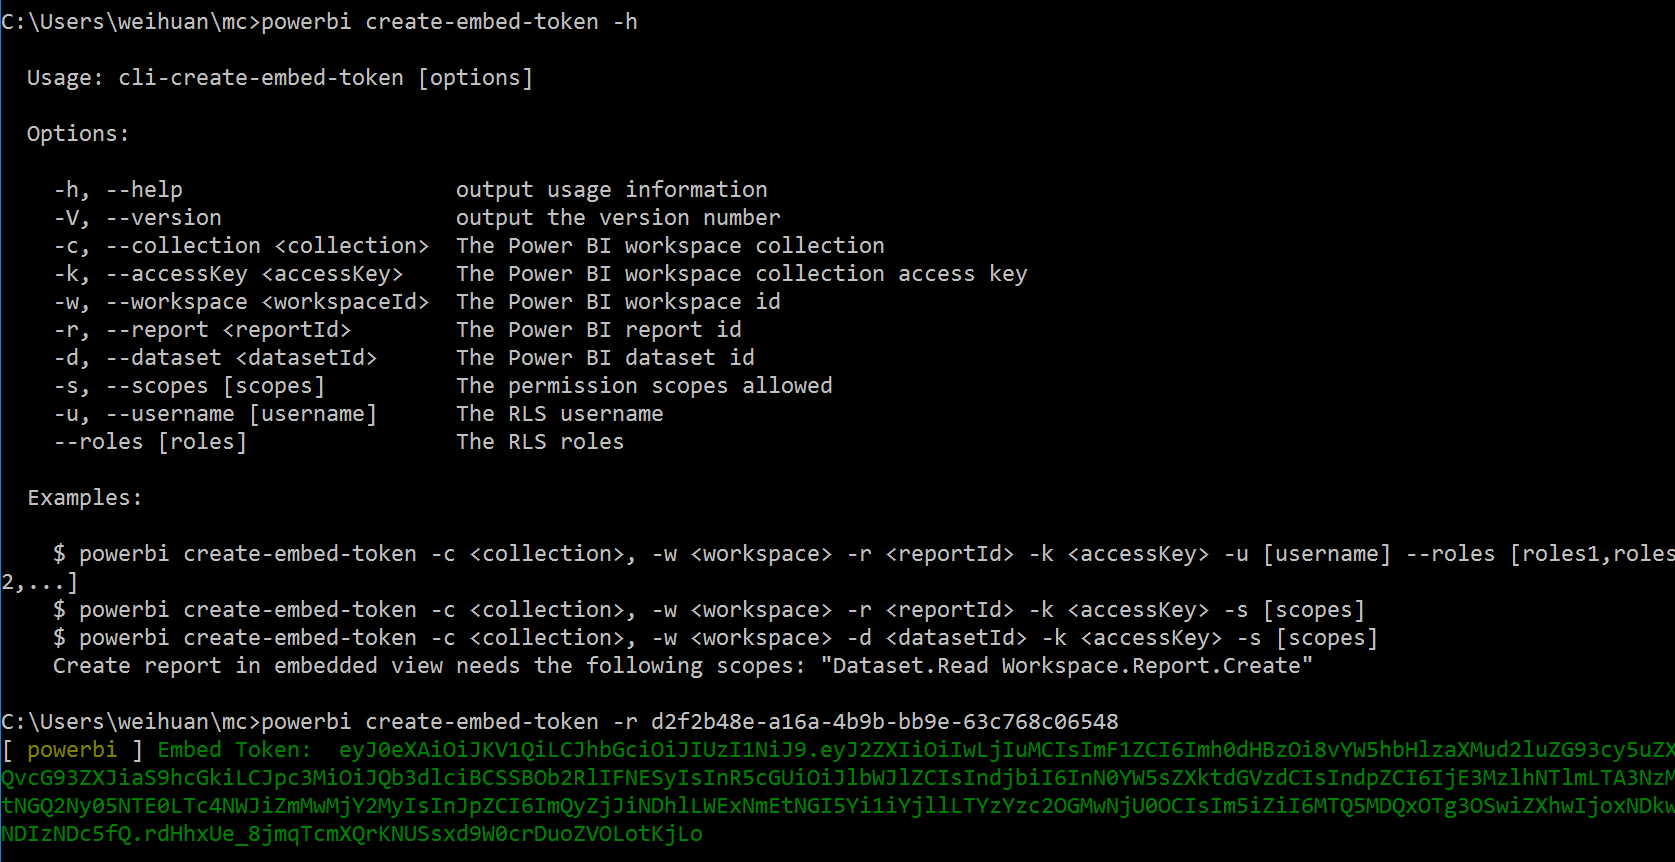 C:\Users\weihuan\mc>powerbi create-embed-token -h
Usage: cli-create-embed-token [options]
Options:
-h, --help output usage information
-V, --version output the version number
-c, --collection <collection> The Power BI workspace collection
-k, --accessKey <accessKey> The Power BI workspace collection access key
-w, --workspace <workspaceId> The Power BI workspace id
-r, --report <reportId> The Power BI report id
-d, --dataset <datasetId> The Power BI dataset id
-s, --scopes [scopes] The permission scopes allowed
-u, --username [username] The RLS username
--roles [roles] The RLS roles
Examples:
$ powerbi create-embed-token -c <collection>, -w <workspace> -r <reportId> -k <accessKey> -u [username] --roles [roles1,roles
2,...]
$ powerbi create-embed-token -c <collection>, -w <workspace> -r <reportId> -k <accessKey> -s [scopes]
$ powerbi create-embed-token -c <collection>, -w <workspace> -d <datasetId> -k <accessKey> -s [scopes]
Create report in embedded view needs the following scopes: "Dataset.Read Workspace.Report.Create"
C:\Users\weihuan\mc>powerbi create-embed-token -r d2f2b48e-a16a-4b9b-bb9e-63c768c06548
[ powerbi ] Embed Token: eyJ0eXAiOiJKV1QiLCJhbGciOiJIUzI1NiJ9.eyJ2ZXIiOiIwLjIuMCIsImF1ZCI6Imh0dHBzOi8vYW5hbHlzaXMud2luZG93cy5uZX
QvcG93ZXJiaS9hcGkiLCJpc3MiOiJQb3dlciBCSSBOb2RlIFNESyIsInR5cGUiOiJlbWJlZCIsIndjbiI6InN0YW5sZXktdGVzdCIsIndpZCI6IjE3MzlhNTlmLTA3NzM
tNGQ2Ny05NTE0LTc4NWJiZmMwMjY2MyIsInJpZCI6ImQyZjJiNDhlLWExNmEtNGI5Yi1iYjllLTYzYzc2OGMwNjU0OCIsIm5iZiI6MTQ5MDQxOTg3OSwiZXhwIjoxNDkw
NDIzNDc5fQ.rdHhxUe_8jmqTcmXQrKNUSsxd9W0crDuoZVOLotKjLo